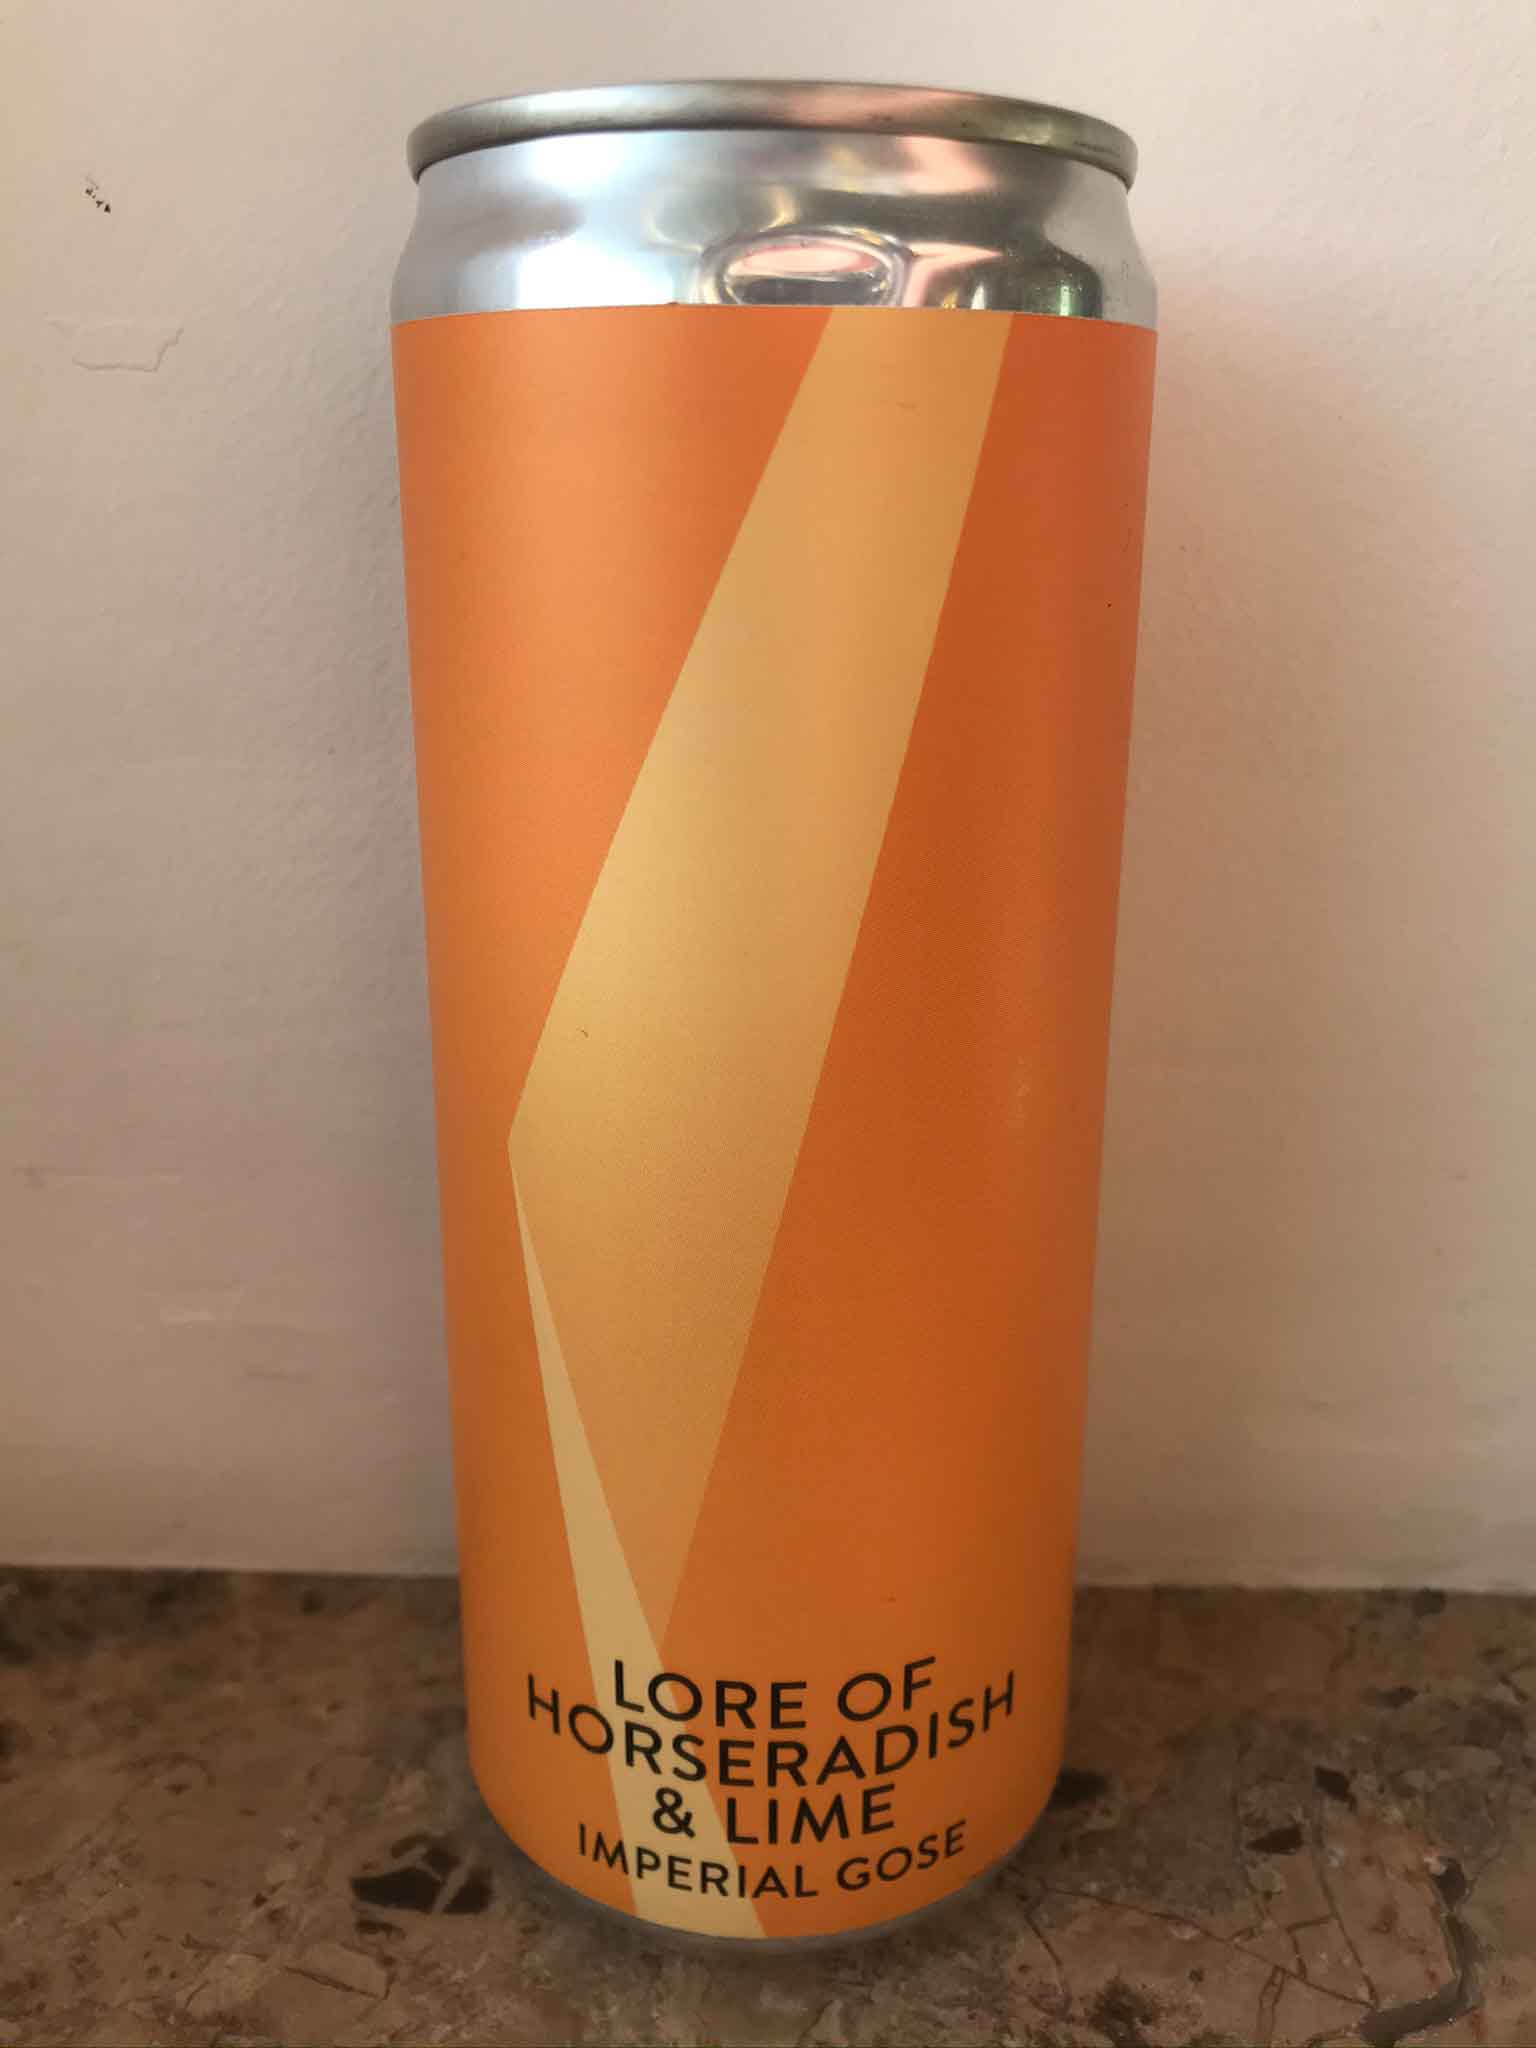 LORE OF
HORSERADISH
& LIME
IMPERIAL GOSE